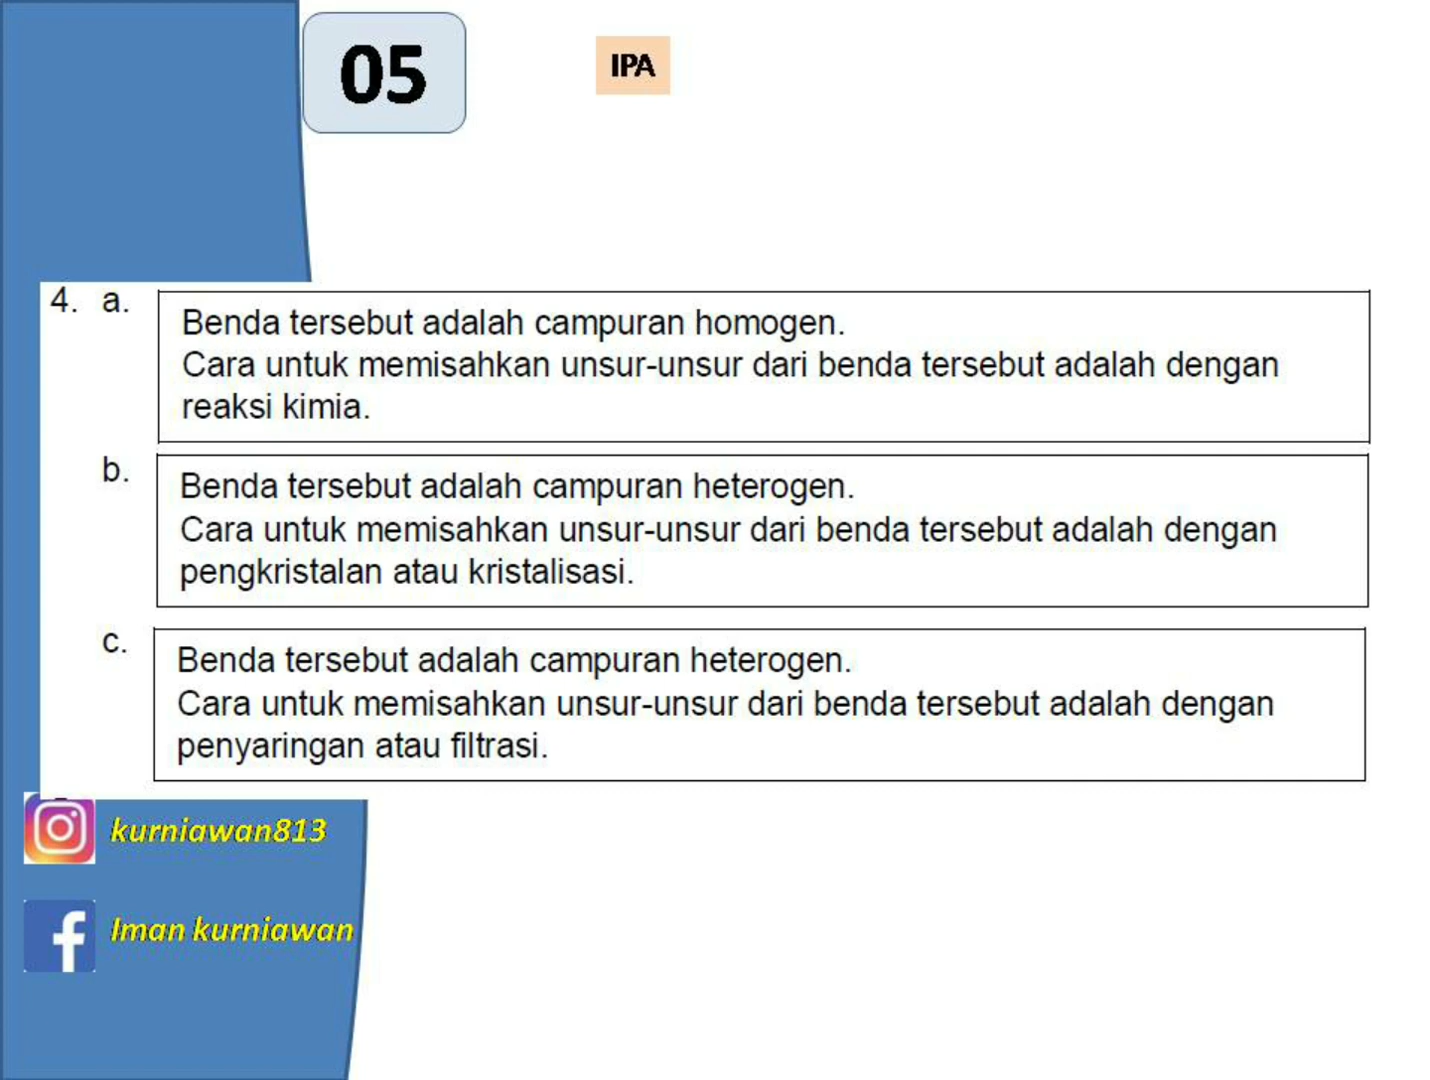 05
IPA
4. a.
Benda tersebut adalah campuran homogen.
Cara untuk memisahkan unsur-unsur dari benda tersebut adalah dengan
reaksi kimia.
b.
Benda tersebut adalah campuran heterogen.
Cara untuk memisahkan unsur-unsur dari benda tersebut adalah dengan
pengkristalan atau kristalisasi.
c.
Benda tersebut adalah campuran heterogen.
Cara untuk memisahkan unsur-unsur dari benda tersebut adalah dengan
penyaringan atau filtrasi.
kurniawan813
Iman kurniawan